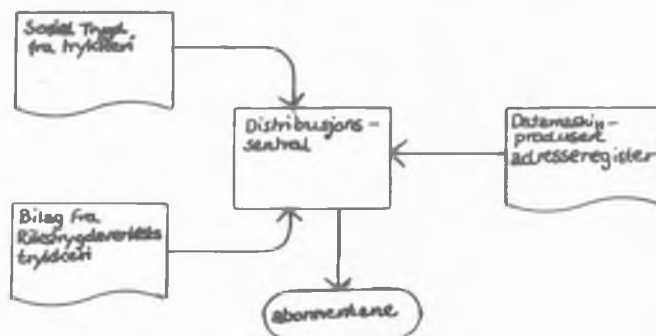 Sosial Trygd
fra trykkeri
Distribusjons-
sentral
Datamaskin-
produsert
adresseregister
Bilag fra
Rikstrygdeverkets
trykkeri
abonnentene